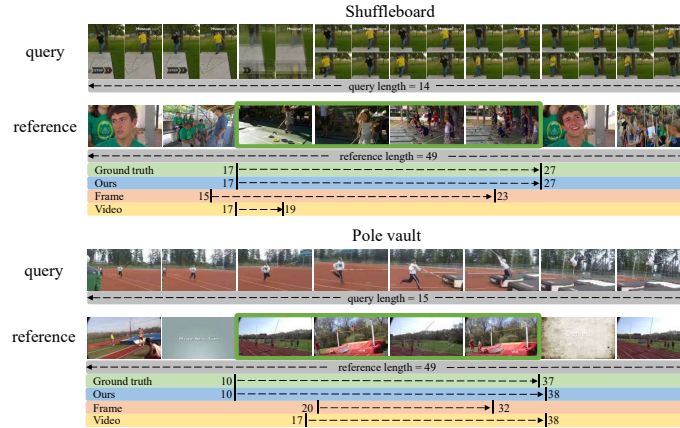 Shuffleboard
query
query length = 14
reference
reference length = 49
Ground truth 17 27
Ours 17 27
Frame 15 23
Video 17 19
Pole vault
query
query length = 15
reference
reference length = 49
Ground truth 10 37
Ours 10 38
Frame 20 32
Video 17 38